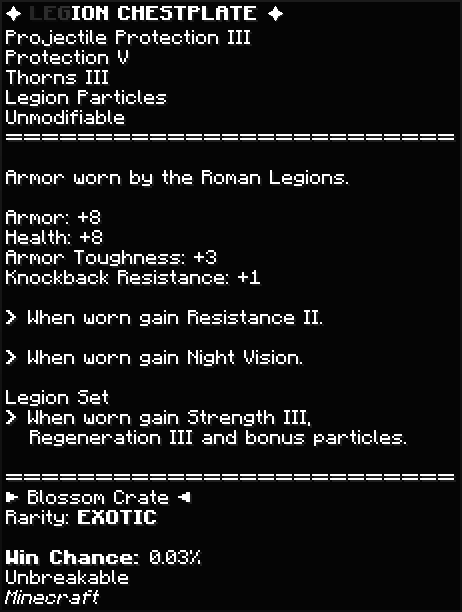 ✦ LEGION CHESTPLATE ✦
Projectile Protection III
Protection V
Thorns III
Legion Particles
Unmodifiable
===============================
Armor worn by the Roman Legions.
Armor: +8
Health: +8
Armor Toughness: +3
Knockback Resistance: +1
> When worn gain Resistance II.
> When worn gain Night Vision.
Legion Set
> When worn gain Strength III,
Regeneration III and bonus particles.
===============================
► Blossom Crate ◄
Rarity: EXOTIC
Win Chance: 0.03%
Unbreakable
Minecraft